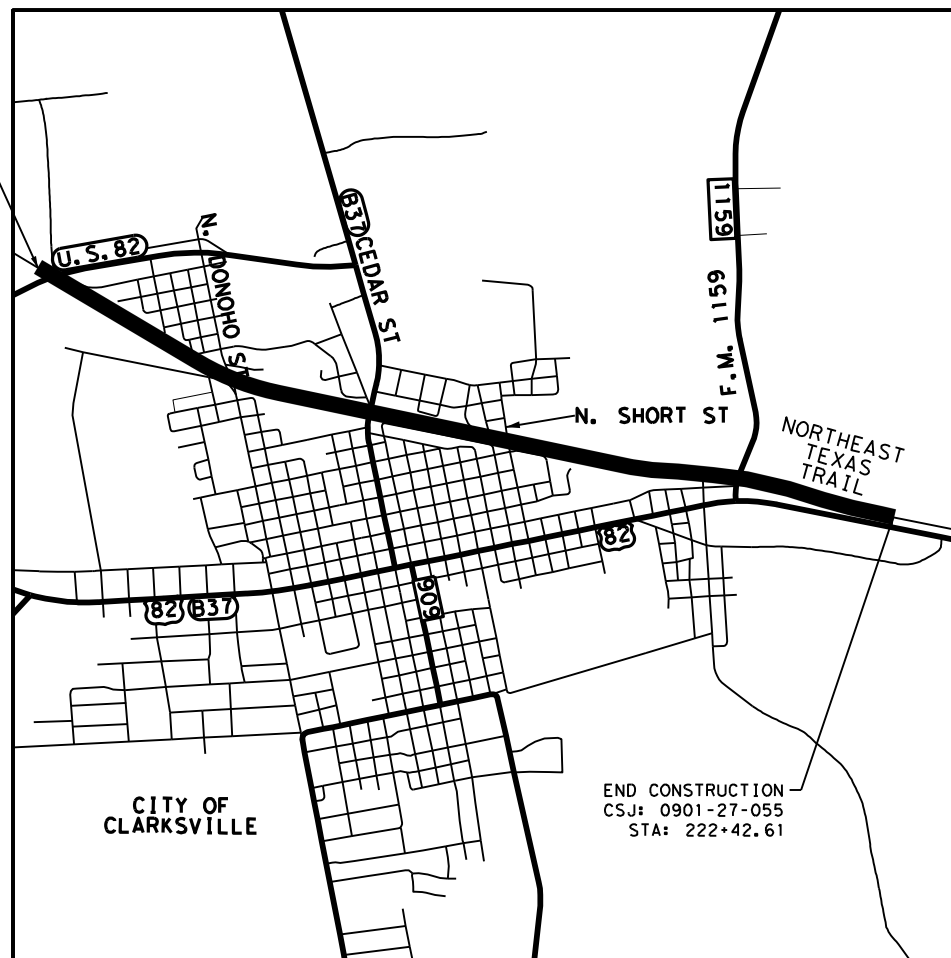 U.S. 82
N. DONOHO ST
B37
CEDAR ST
1159
F.M. 1159
N. SHORT ST
NORTHEAST
TEXAS
TRAIL
82
82
B37
909
CITY OF
CLARKSVILLE
END CONSTRUCTION
CSJ: 0901-27-055
STA: 222+42.61